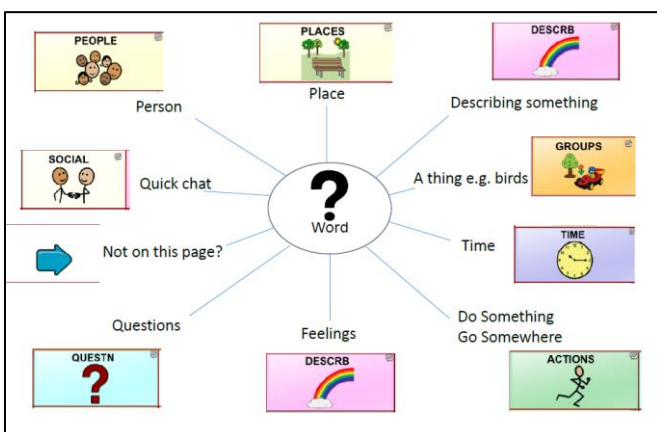 PEOPLE
Person
PLACES
Place
DESCRB
Describing something
SOCIAL
Quick chat
GROUPS
A thing e.g. birds
?
Word
Not on this page?
TIME
Time
Questions
QUESTN
?
Feelings
DESCRB
Do Something
Go Somewhere
ACTIONS